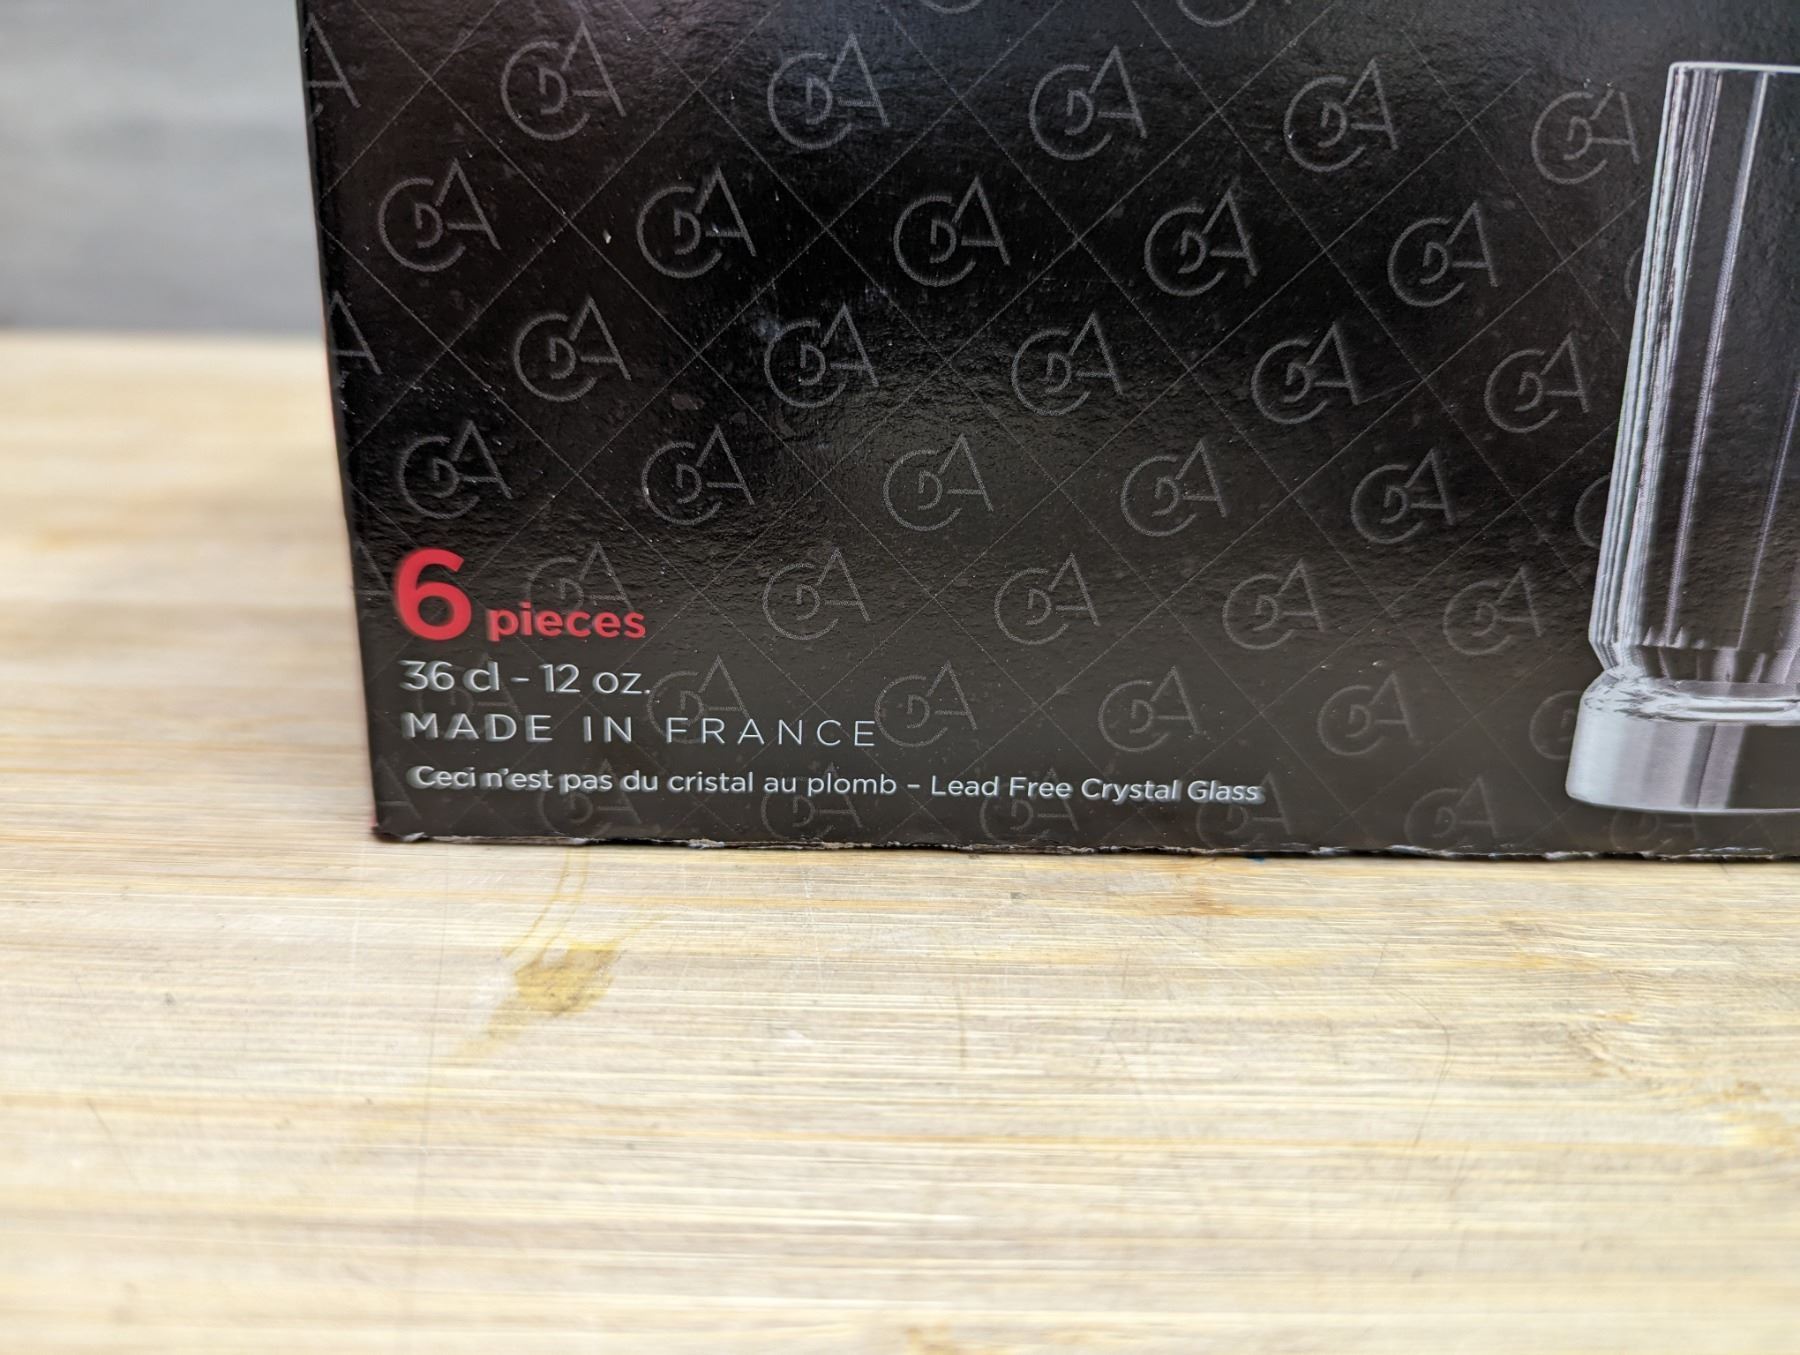 6 pieces
36 cl - 12 oz.
MADE IN FRANCE
Ceci n'est pas du cristal au plomb - Lead Free Crystal Glass